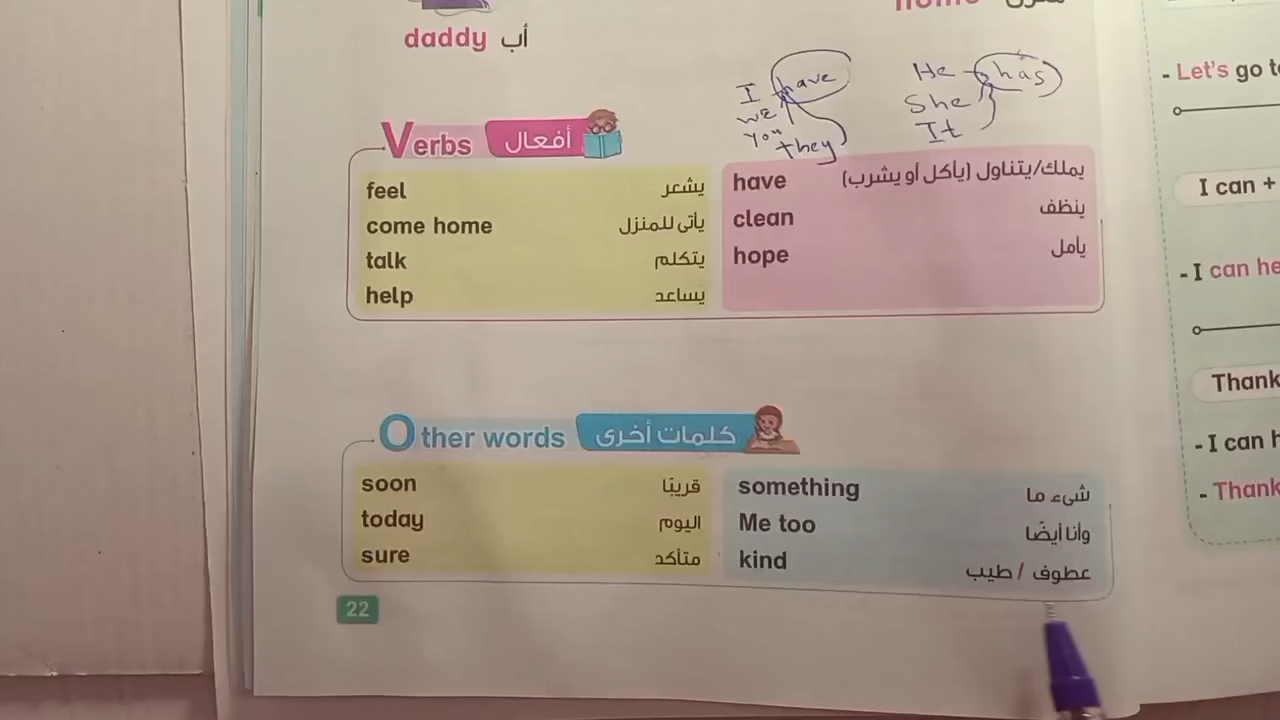 home
daddy أب
I have
we
you
they
He has
She
It
Verbs أفعال
feel يشعر
come home يأتى للمنزل
talk يتكلم
help يساعد
have يملك/يتناول (يأكل أو يشرب)
clean ينظف
hope يأمل
Other words كلمات أخرى
soon قريبًا
today اليوم
sure متأكد
something شىء ما
Me too وأنا أيضًا
kind عطوف / طيب
22
- Let's go to
I can +
- I can he
Thank
- I can h
- Thank